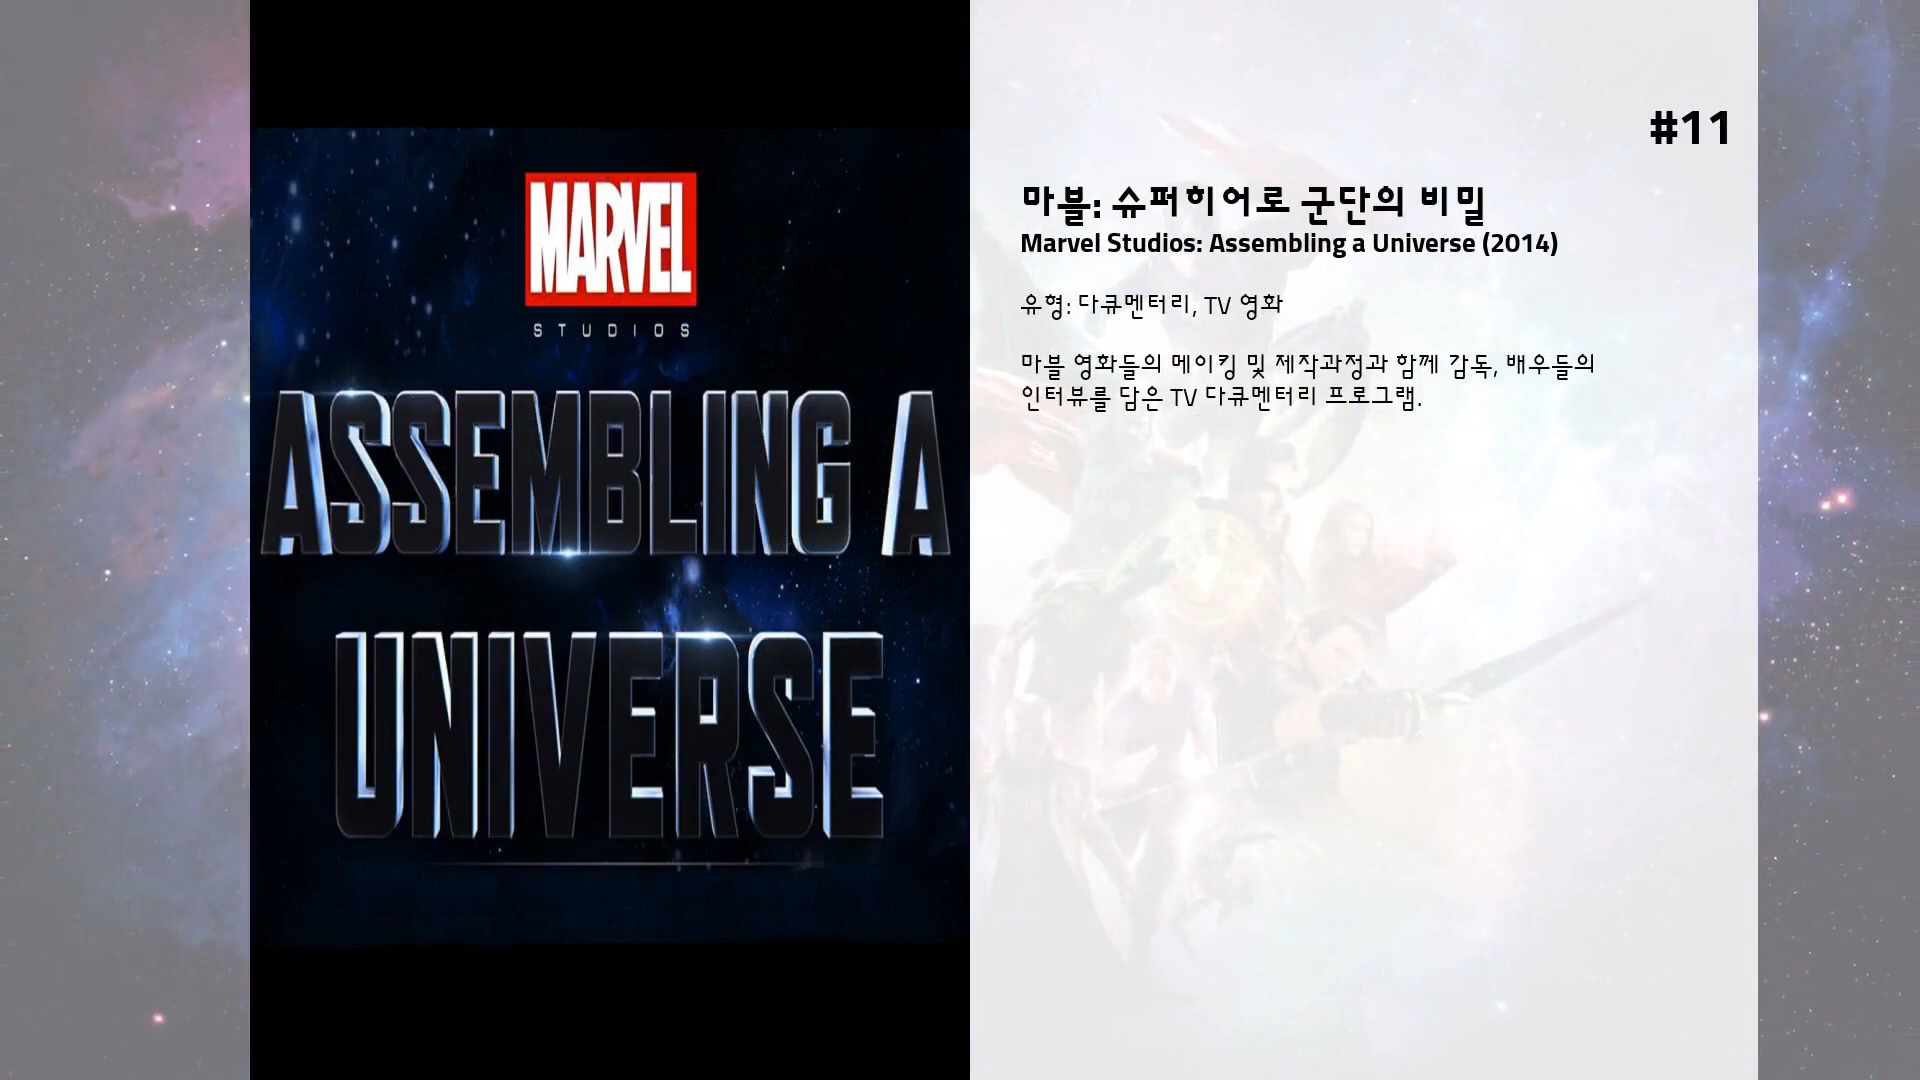 MARVEL
STUDIOS
ASSEMBLING A
UNIVERSE
#11
마블: 슈퍼히어로 군단의 비밀
Marvel Studios: Assembling a Universe (2014)
유형: 다큐멘터리, TV 영화
마블 영화들의 메이킹 및 제작과정과 함께 감독, 배우들의
인터뷰를 담은 TV 다큐멘터리 프로그램.